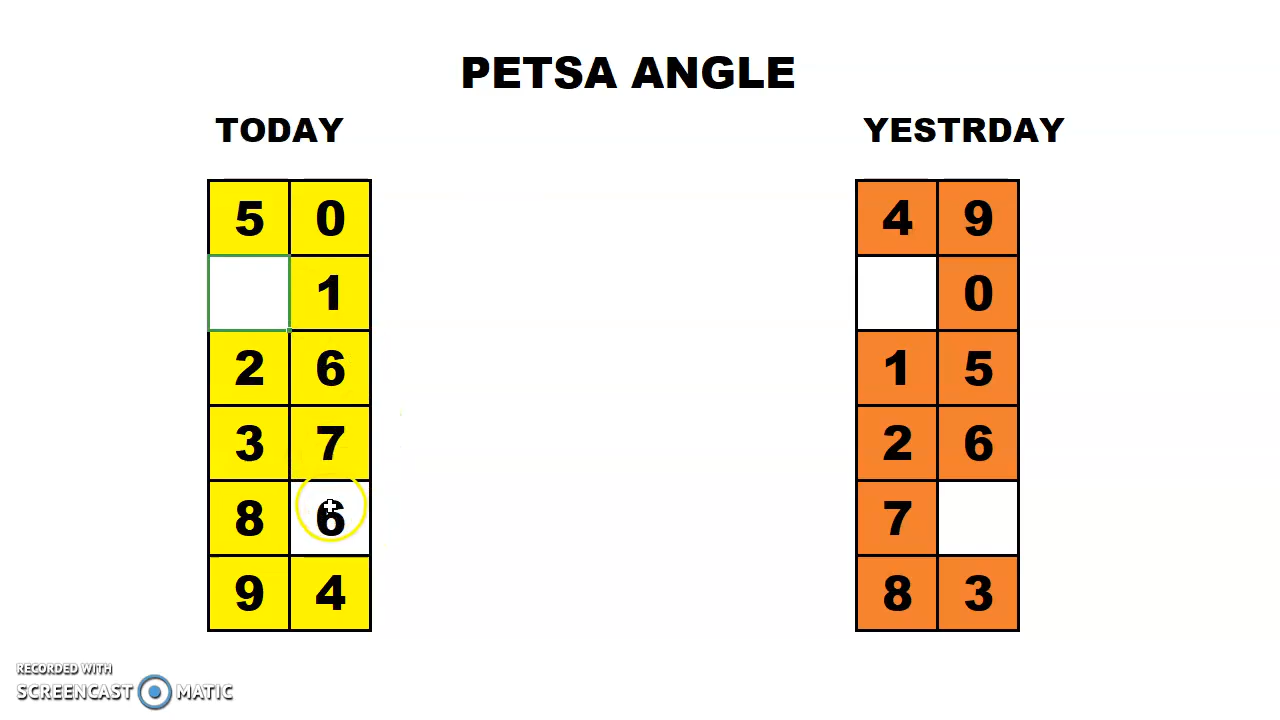 PETSA ANGLE
TODAY YESTRDAY
5 0 4 9
1 0
2 6 1 5
3 7 2 6
8 6 7
9 4 8 3
RECORDED WITH
SCREENCAST MATIC